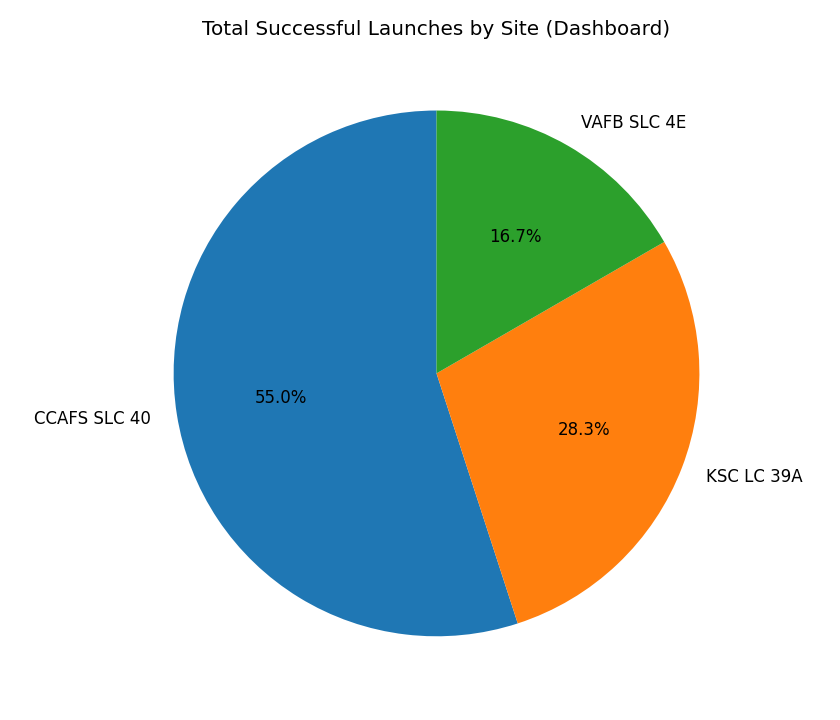 Total Successful Launches by Site (Dashboard)
VAFB SLC 4E
16.7%
55.0%
CCAFS SLC 40
28.3%
KSC LC 39A